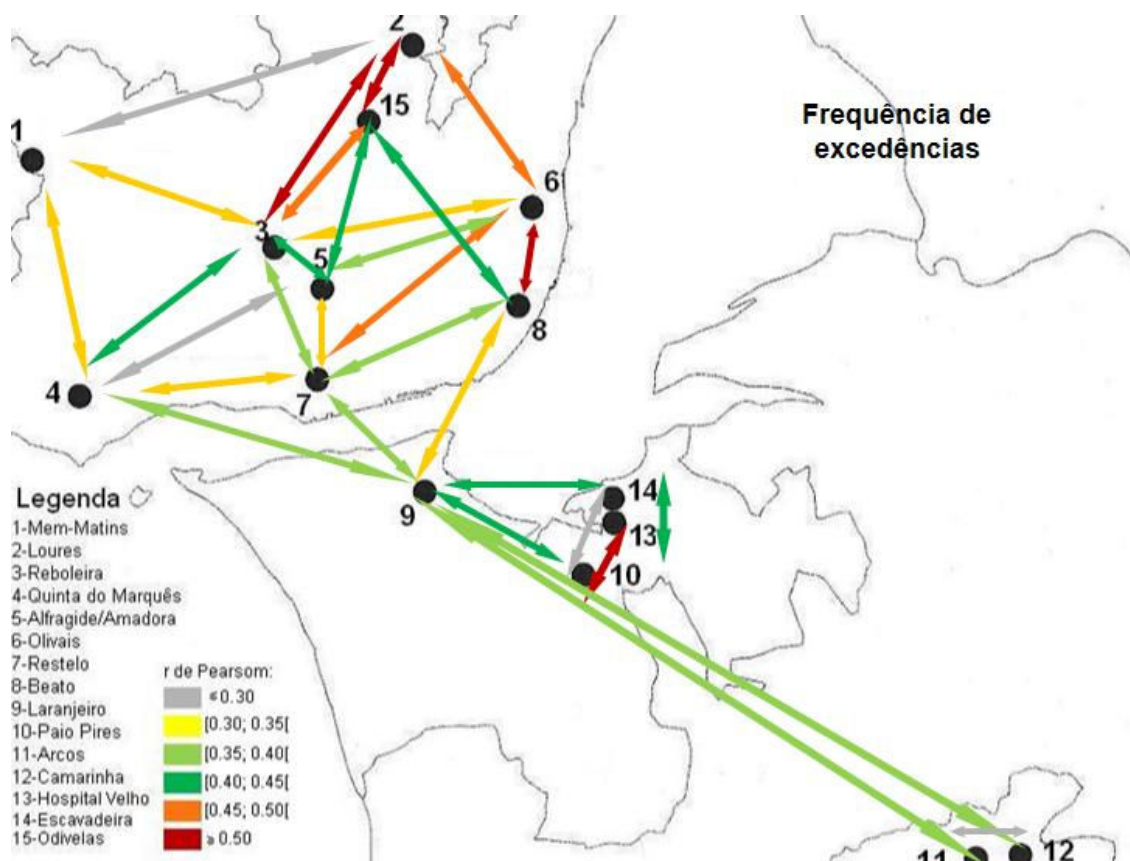 2
15
Frequência de
excedências
1
6
3
5
8
4
7
14
9
13
10
Legenda
1-Mem-Matins
2-Loures
3-Reboleira
4-Quinta do Marquês
5-Alfragide/Amadora
6-Olivais
7-Restelo
8-Beato
9-Laranjeiro
10-Paio Pires
11-Arcos
12-Camarinha
13-Hospital Velho
14-Escavadeira
15-Odivelas
r de Pearsom:
≤0.30
[0.30; 0.35[
[0.35; 0.40[
[0.40; 0.45[
[0.45; 0.50[
≥0.50
11
12